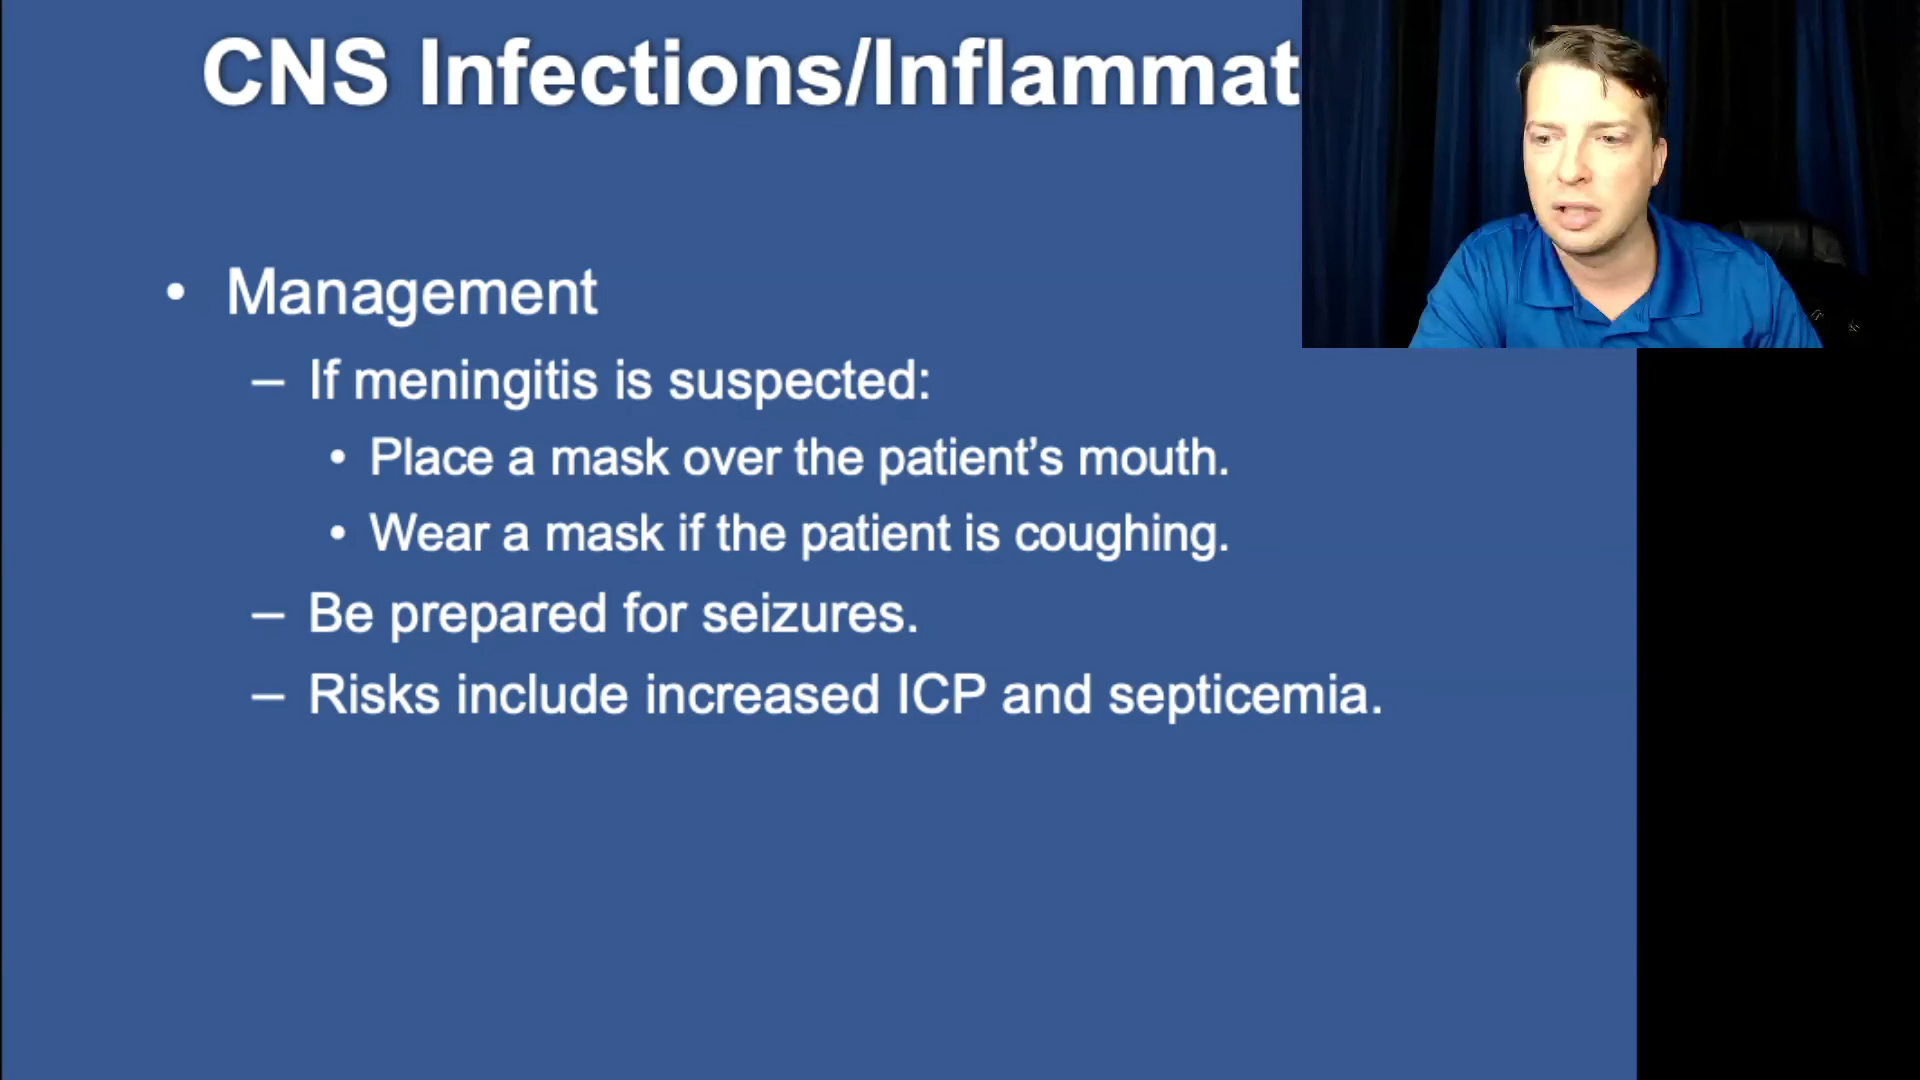 CNS Infections/Inflammat
• Management
– If meningitis is suspected:
• Place a mask over the patient’s mouth.
• Wear a mask if the patient is coughing.
– Be prepared for seizures.
– Risks include increased ICP and septicemia.